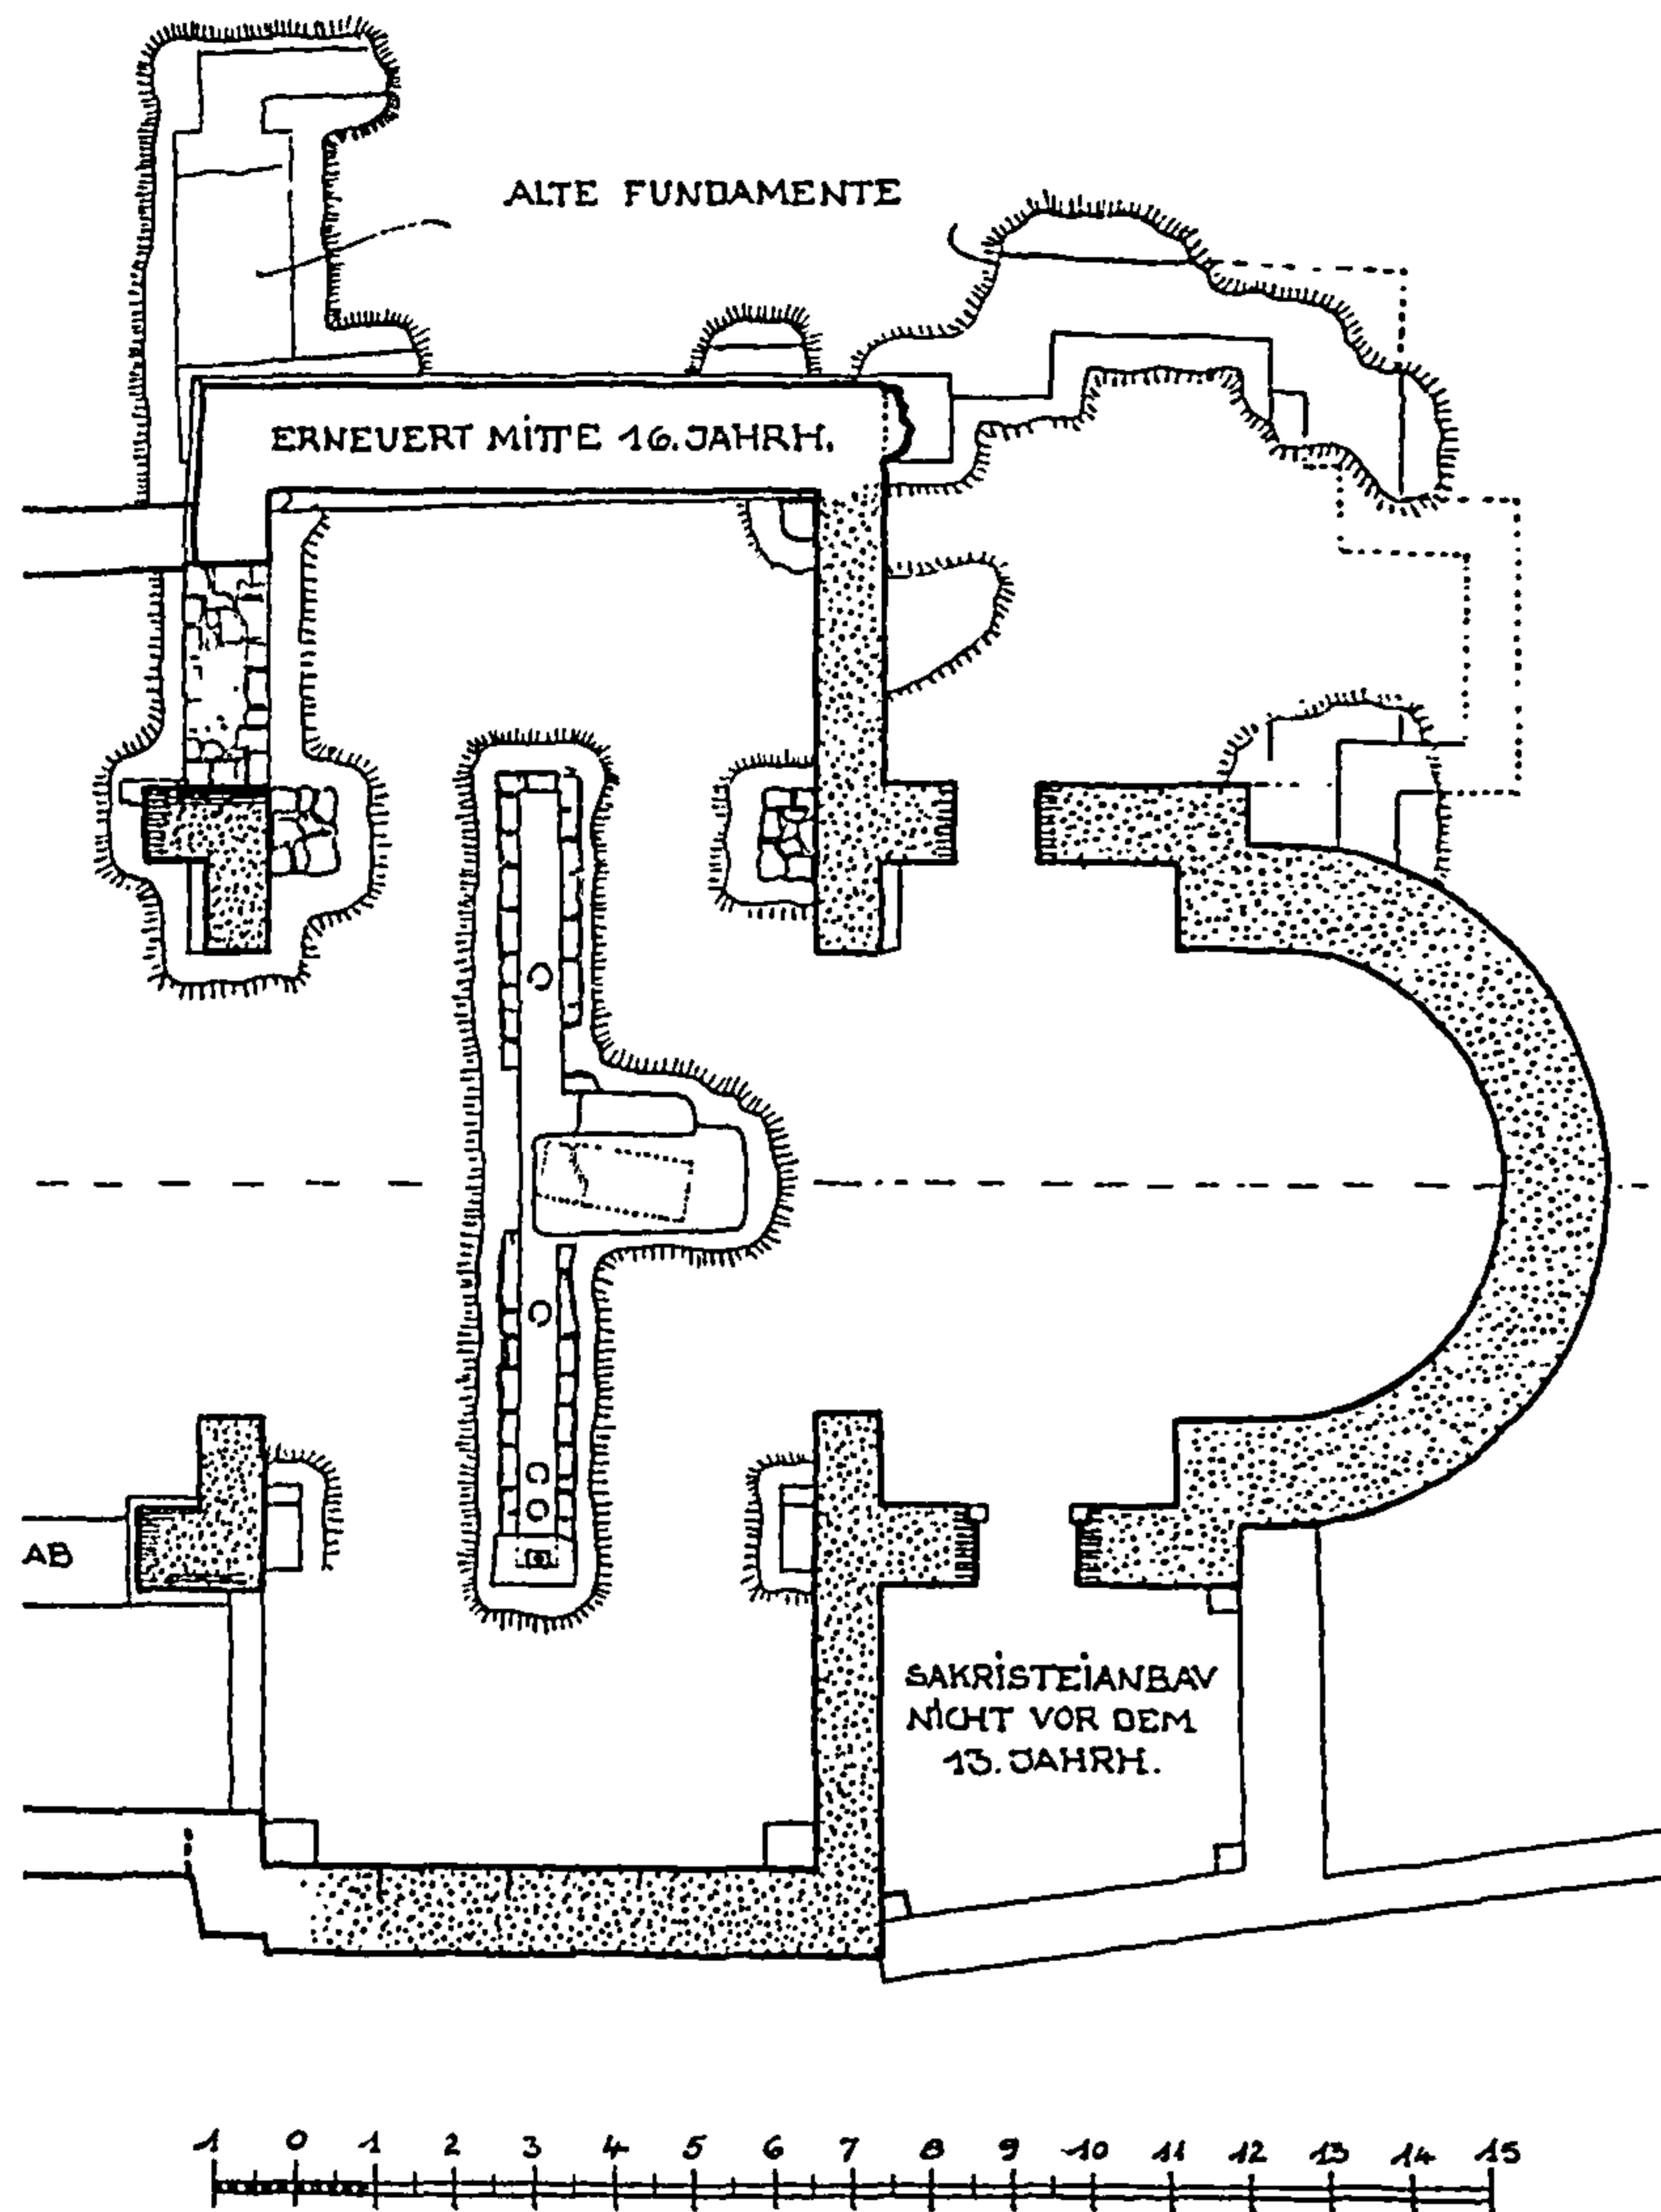 ALTE FUNDAMENTE
ERNEUERT MITTE 16. JAHRH.
AB
SAKRISTEIANBAV
NICHT VOR DEM
13. JAHRH.
1 0 1 2 3 4 5 6 7 8 9 10 11 12 13 14 15